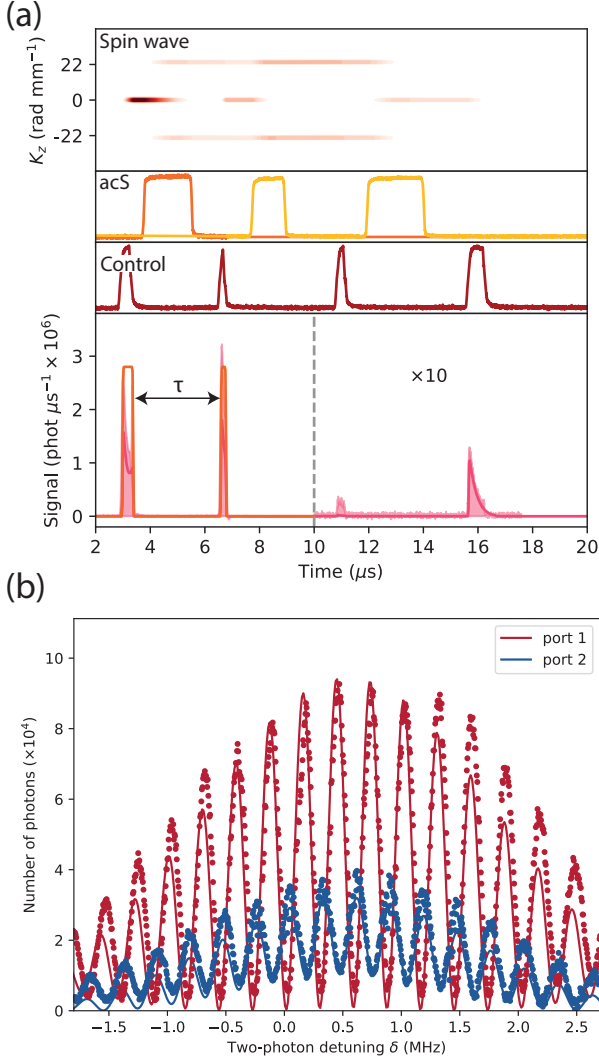 (a)
Spin wave
K_z (rad mm⁻¹)
22
0
-22
acS
Control
Signal (phot μs⁻¹ × 10⁶)
3
2
1
0
τ
×10
2 4 6 8 10 12 14 16 18 20
Time (μs)
(b)
Number of photons (×10⁴)
10
8
6
4
2
0
port 1
port 2
−1.5 −1.0 −0.5 0.0 0.5 1.0 1.5 2.0 2.5
Two-photon detuning δ (MHz)